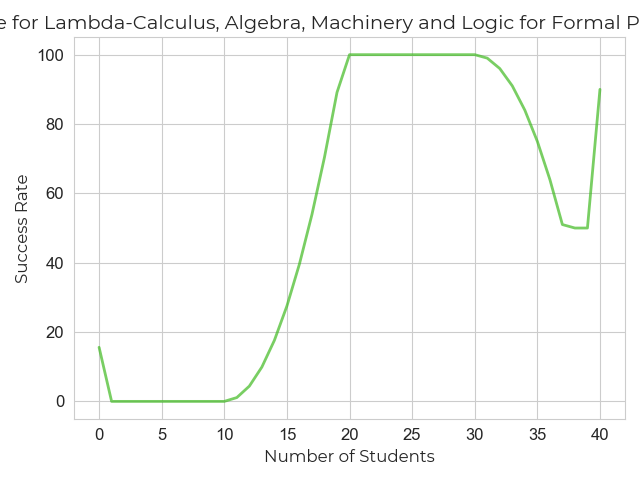 e for Lambda-Calculus, Algebra, Machinery and Logic for Formal P
100
80
60
40
20
0
Success Rate
0 5 10 15 20 25 30 35 40
Number of Students